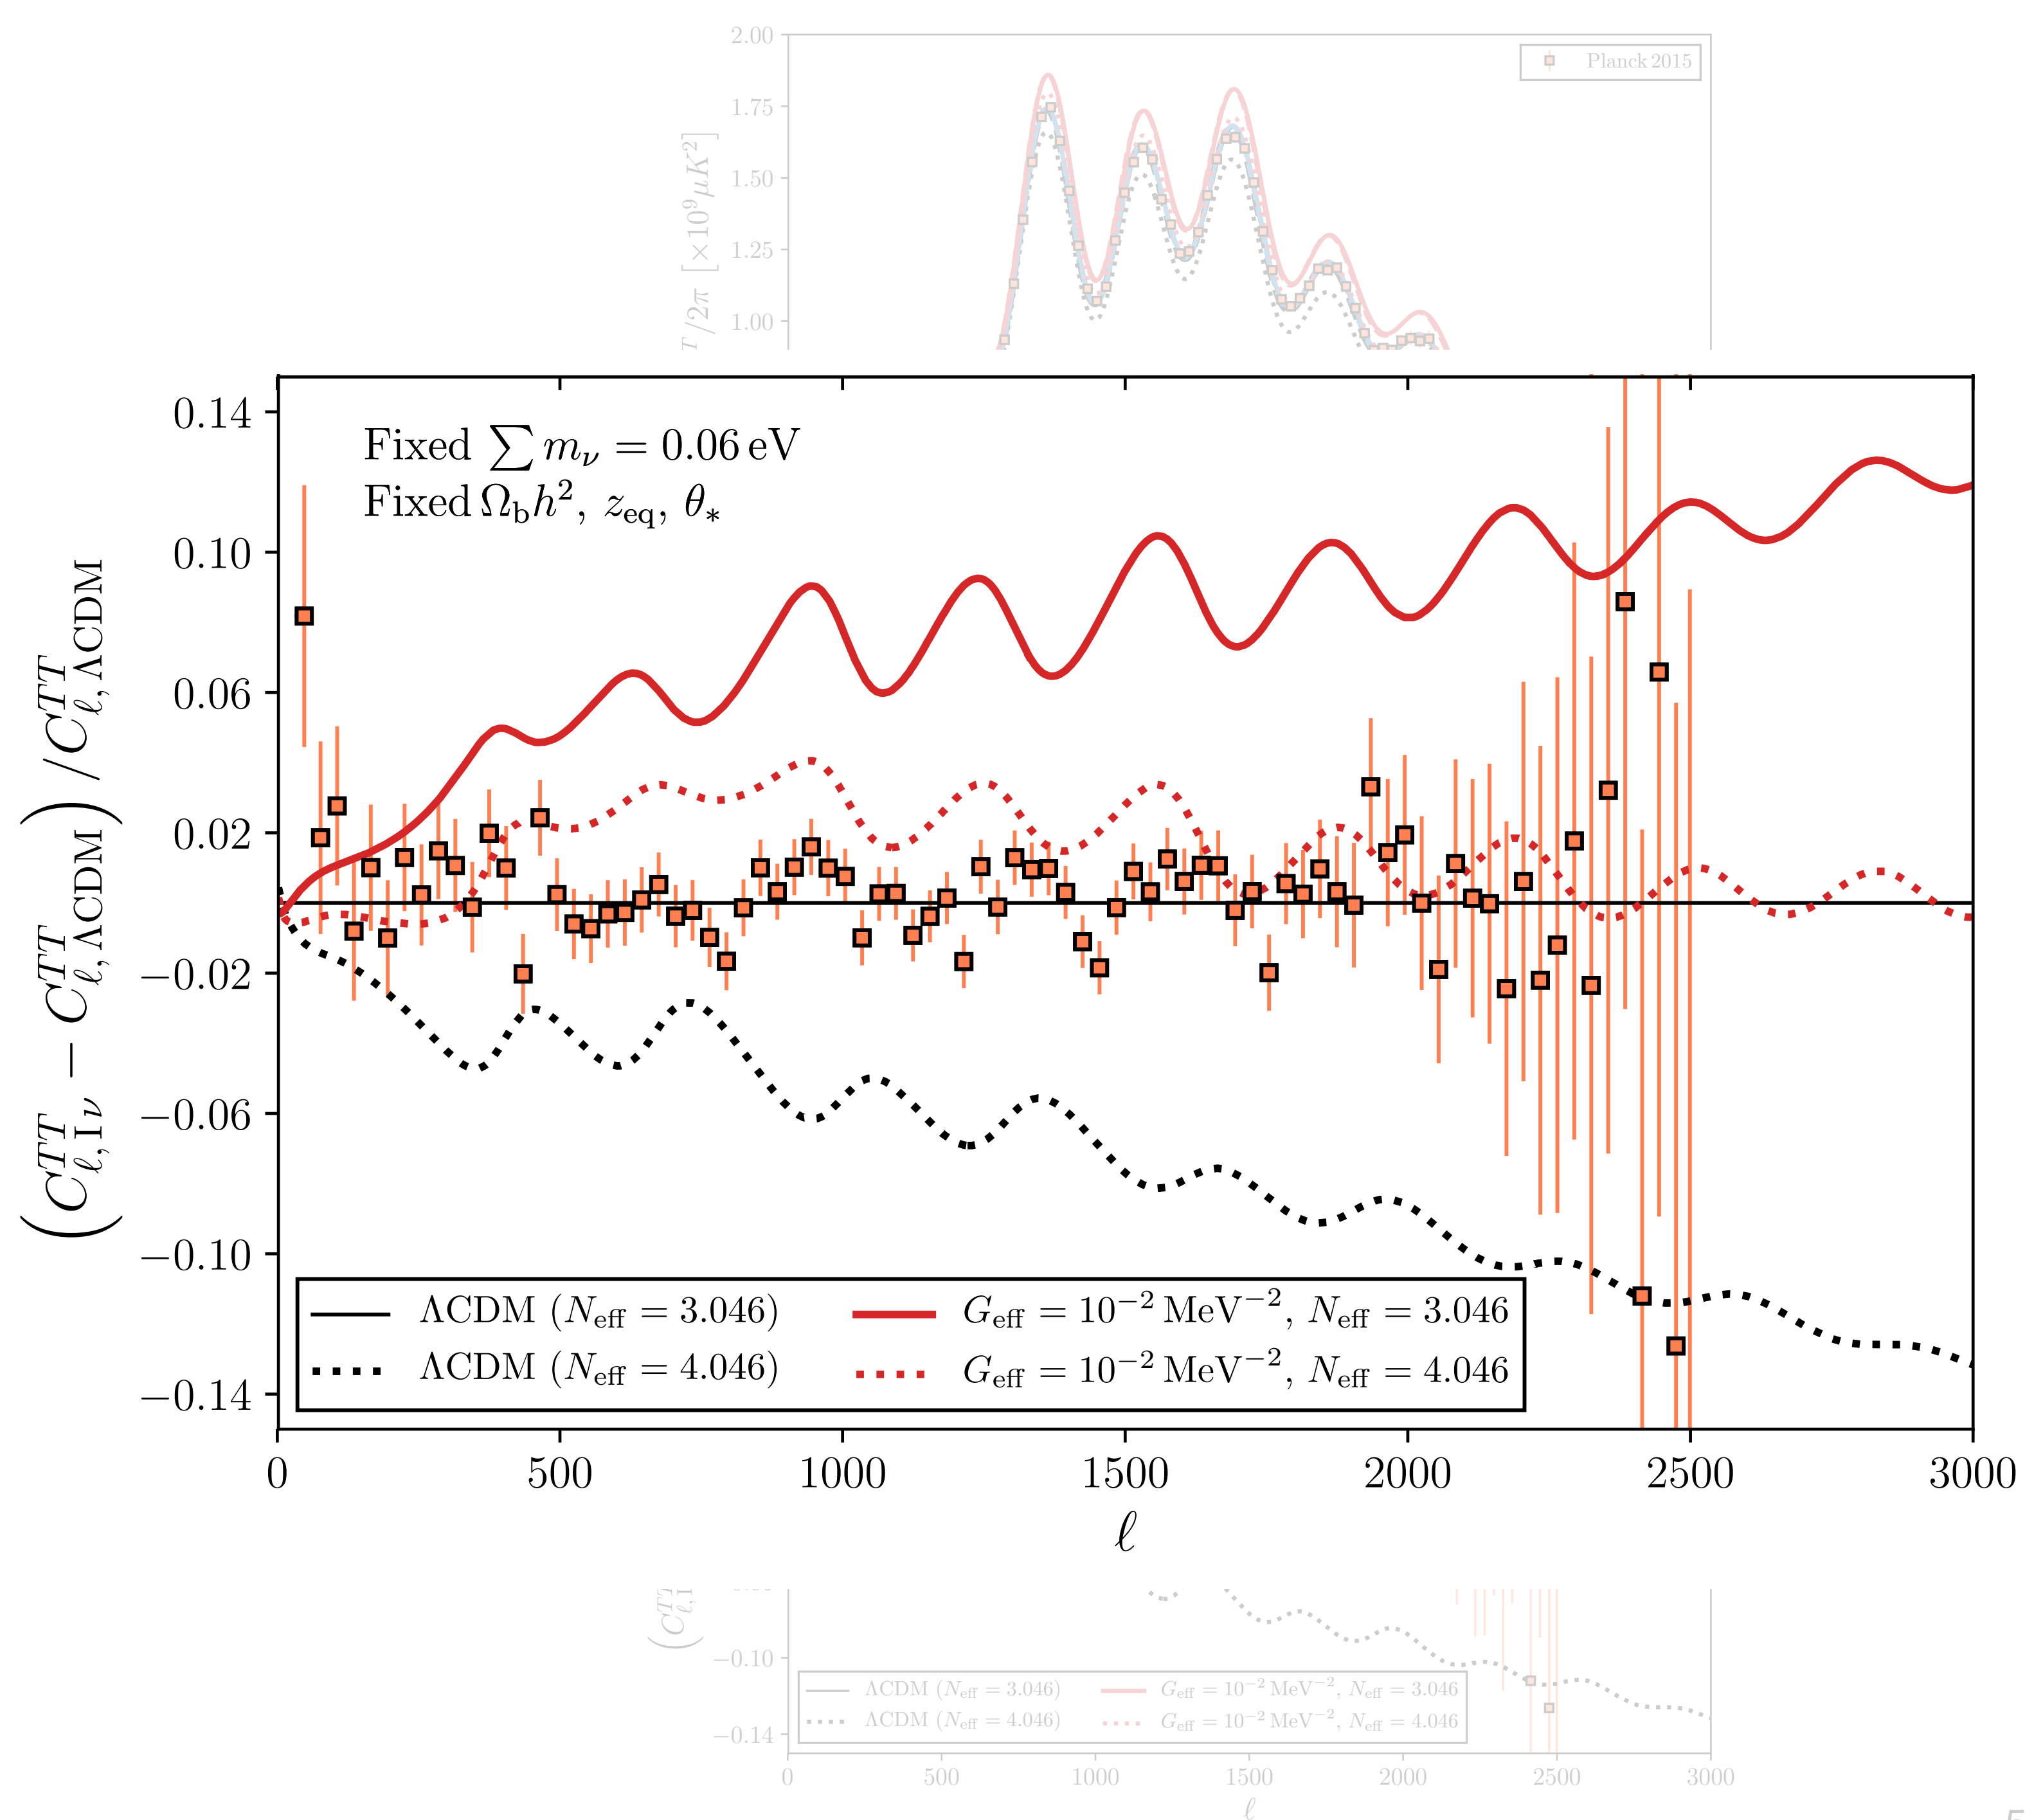 2.00
Planck 2015
1.75
1.50
1.25
1.00
T/2π [×10⁹μK²]
0.14
0.10
0.06
0.02
−0.02
−0.06
−0.10
−0.14
(C^{TT}_{ℓ,Iν} − C^{TT}_{ℓ,ΛCDM}) / C^{TT}_{ℓ,ΛCDM}
Fixed ∑ m_ν = 0.06 eV
Fixed Ω_b h², z_eq, θ_*
ΛCDM (N_eff = 3.046)
ΛCDM (N_eff = 4.046)
G_eff = 10⁻² MeV⁻², N_eff = 3.046
G_eff = 10⁻² MeV⁻², N_eff = 4.046
0 500 1000 1500 2000 2500 3000
ℓ
−0.10
−0.14
ΛCDM (N_eff = 3.046)
ΛCDM (N_eff = 4.046)
G_eff = 10⁻² MeV⁻², N_eff = 3.046
G_eff = 10⁻² MeV⁻², N_eff = 4.046
0 500 1000 1500 2000 2500 3000
ℓ